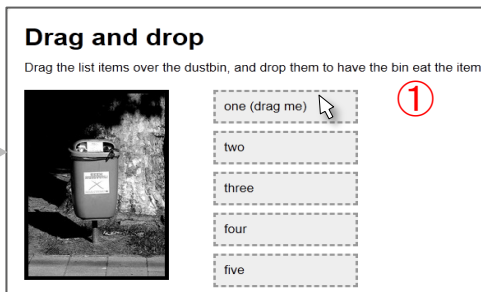 Drag and drop
Drag the list items over the dustbin, and drop them to have the bin eat the item
one (drag me)
①
two
three
four
five